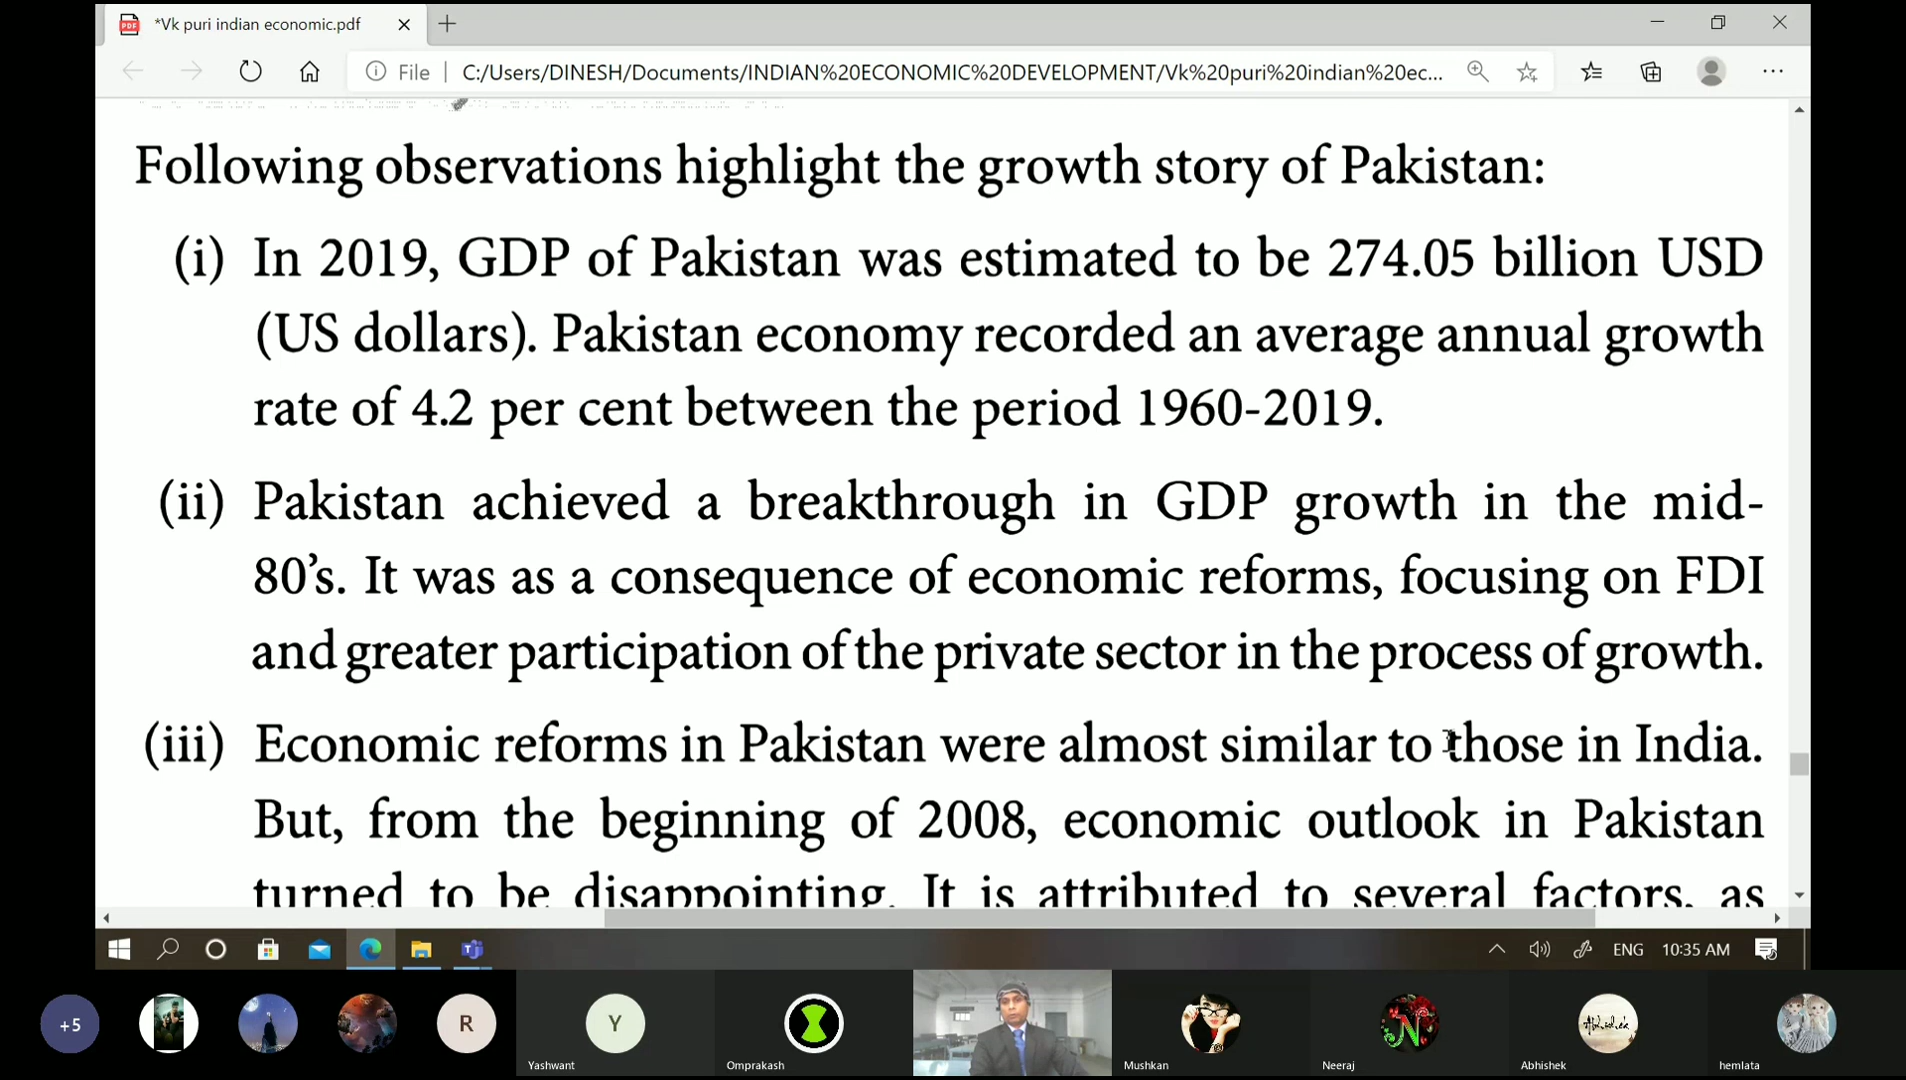 *Vk puri indian economic.pdf
File | C:/Users/DINESH/Documents/INDIAN%20ECONOMIC%20DEVELOPMENT/Vk%20puri%20indian%20ec...
Following observations highlight the growth story of Pakistan:
(i) In 2019, GDP of Pakistan was estimated to be 274.05 billion USD
(US dollars). Pakistan economy recorded an average annual growth
rate of 4.2 per cent between the period 1960-2019.
(ii) Pakistan achieved a breakthrough in GDP growth in the mid-
80’s. It was as a consequence of economic reforms, focusing on FDI
and greater participation of the private sector in the process of growth.
(iii) Economic reforms in Pakistan were almost similar to those in India.
But, from the beginning of 2008, economic outlook in Pakistan
turned to be disappointing. It is attributed to several factors, as
ENG 10:35 AM
+5
R
Y
Yashwant
Omprakash
Mushkan
N
Neeraj
Abhishek
Abhishek
hemlata